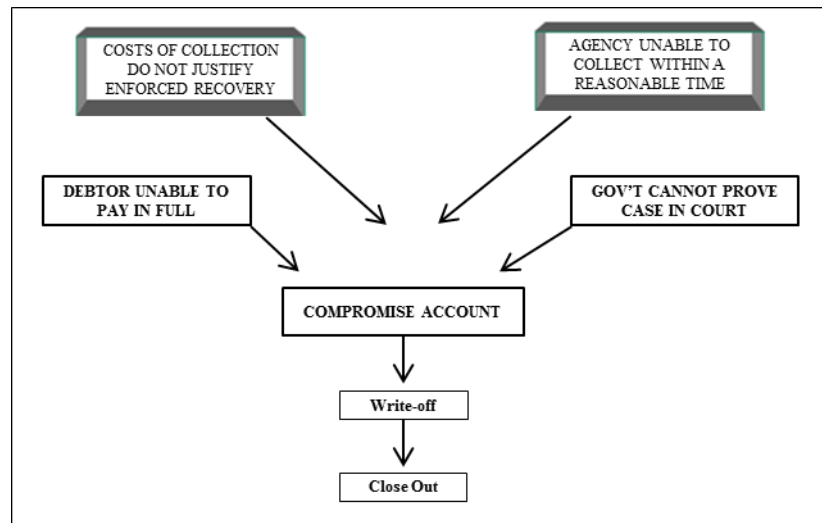 COSTS OF COLLECTION
DO NOT JUSTIFY
ENFORCED RECOVERY
AGENCY UNABLE TO
COLLECT WITHIN A
REASONABLE TIME
DEBTOR UNABLE TO
PAY IN FULL
GOV'T CANNOT PROVE
CASE IN COURT
COMPROMISE ACCOUNT
Write-off
Close Out